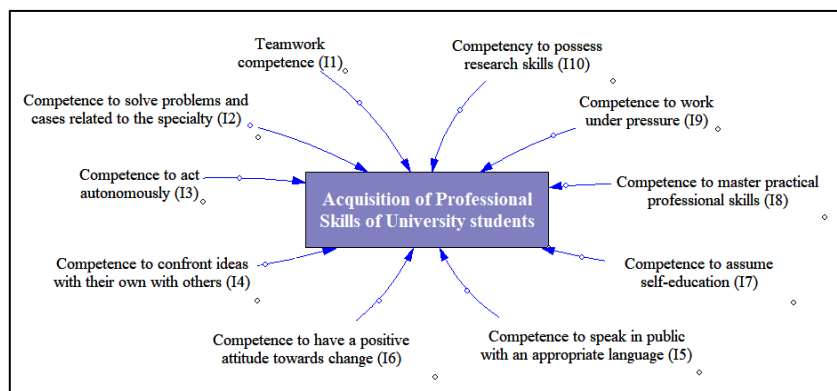 Teamwork
competence (I1)
Competency to possess
research skills (I10)
Competence to solve problems and
cases related to the specialty (I2)
Competence to work
under pressure (I9)
Competence to act
autonomously (I3)
Acquisition of Professional
Skills of University students
Competence to master practical
professional skills (I8)
Competence to confront ideas
with their own with others (I4)
Competence to assume
self-education (I7)
Competence to have a positive
attitude towards change (I6)
Competence to speak in public
with an appropriate language (I5)